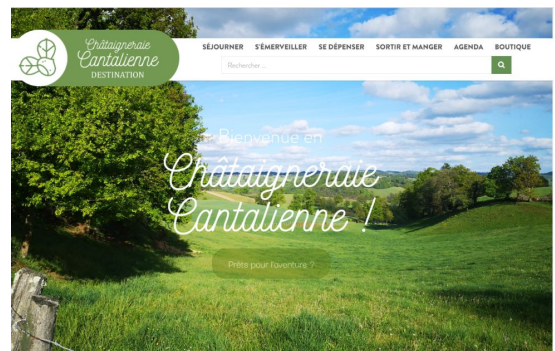 Châtaigneraie
Cantalienne
DESTINATION
SÉJOURNER S'ÉMERVEILLER SE DÉPENSER SORTIR ET MANGER AGENDA BOUTIQUE
Rechercher ...
Bienvenue en
Châtaigneraie
Cantalienne !
Prêts pour l'aventure ?